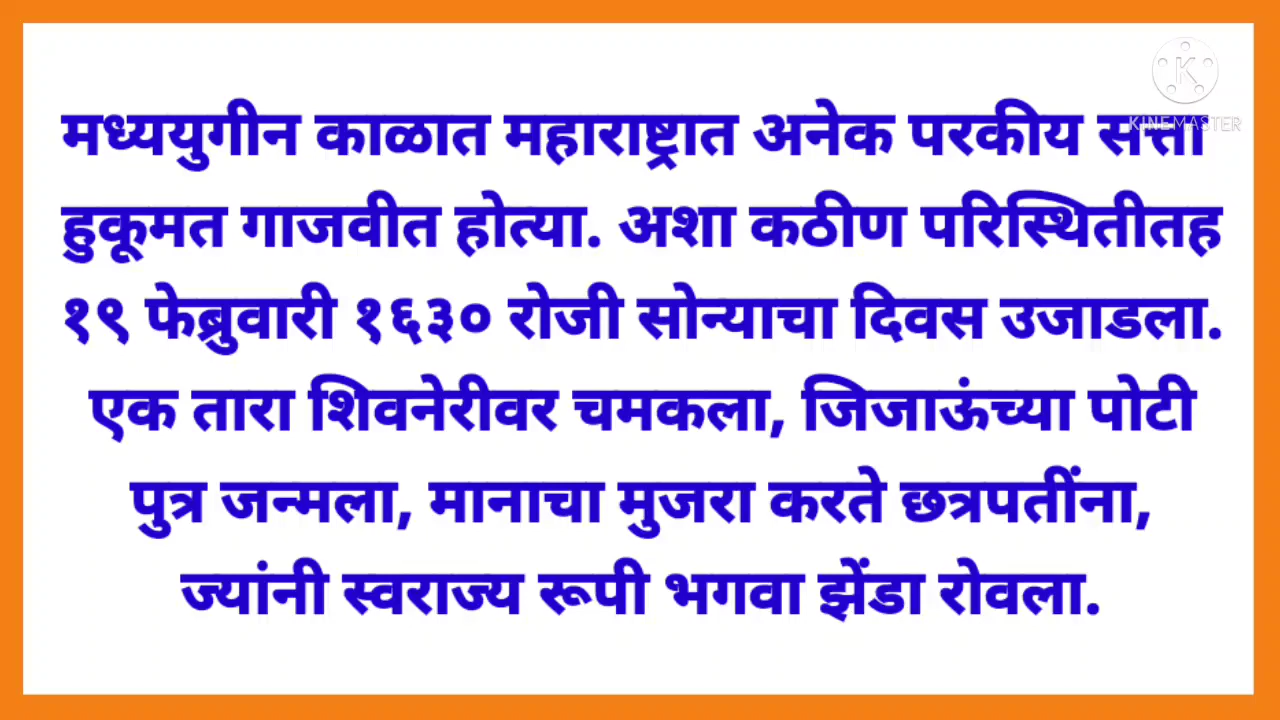 मध्ययुगीन काळात महाराष्ट्रात अनेक परकीय सत्ता
हुकूमत गाजवीत होत्या. अशा कठीण परिस्थितीतह
१९ फेब्रुवारी १६३० रोजी सोन्याचा दिवस उजाडला.
एक तारा शिवनेरीवर चमकला, जिजाऊंच्या पोटी
पुत्र जन्मला, मानाचा मुजरा करते छत्रपतींना,
ज्यांनी स्वराज्य रूपी भगवा झेंडा रोवला.
K
KINEMASTER